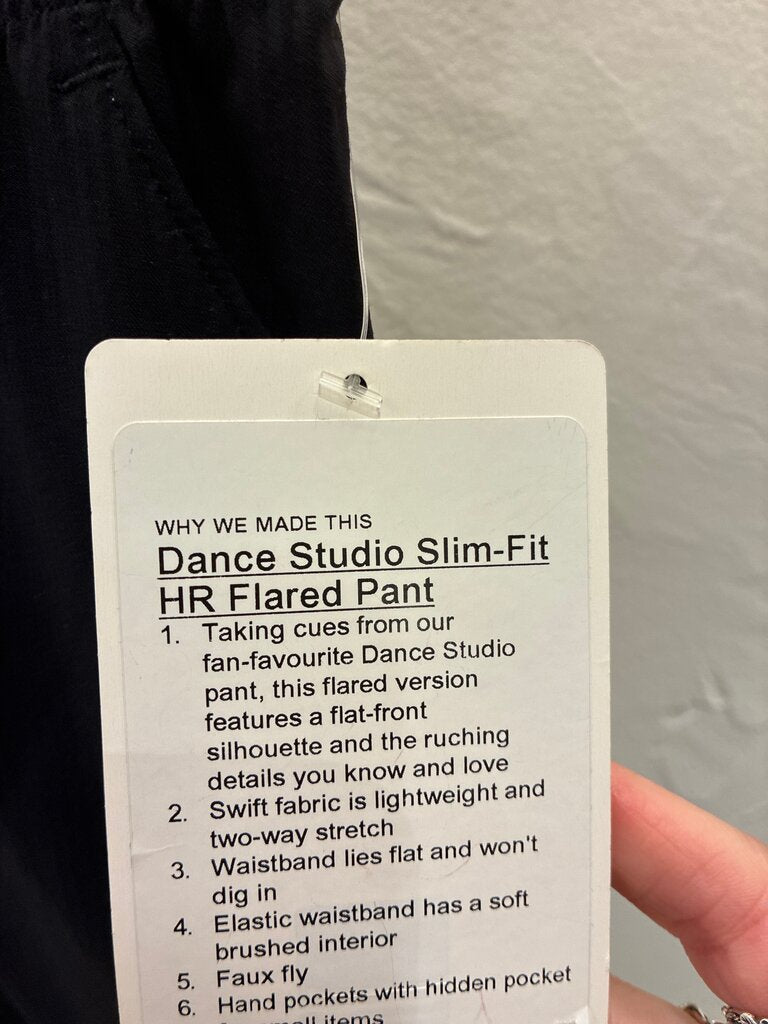 WHY WE MADE THIS
Dance Studio Slim-Fit
HR Flared Pant
1. Taking cues from our
fan-favourite Dance Studio
pant, this flared version
features a flat-front
silhouette and the ruching
details you know and love
2. Swift fabric is lightweight and
two-way stretch
3. Waistband lies flat and won't
dig in
4. Elastic waistband has a soft
brushed interior
5. Faux fly
6. Hand pockets with hidden pocket
for small items